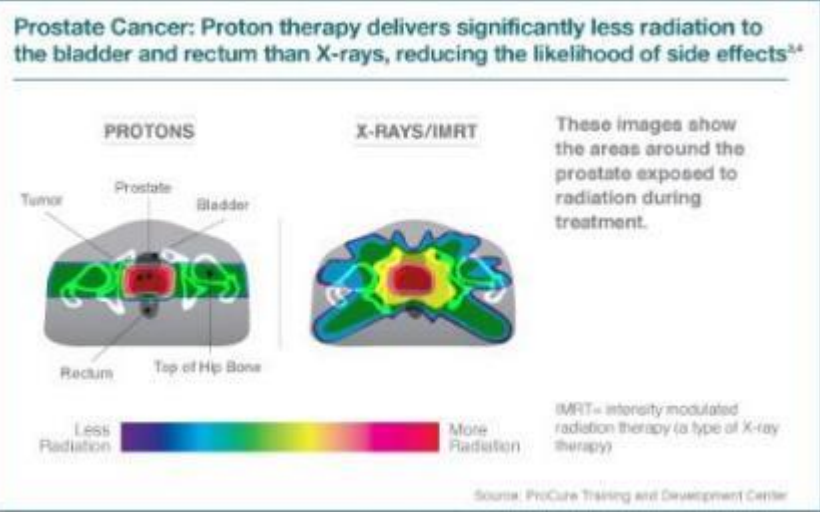 Prostate Cancer: Proton therapy delivers significantly less radiation to
the bladder and rectum than X-rays, reducing the likelihood of side effects³,⁴
PROTONS
X-RAYS/IMRT
These images show
the areas around the
prostate exposed to
radiation during
treatment.
Tumor
Prostate
Bladder
Rectum
Top of Hip Bone
Less
Radiation
More
Radiation
IMRT= intensity modulated
radiation therapy (a type of X-ray
therapy)
Source: ProCure Training and Development Center